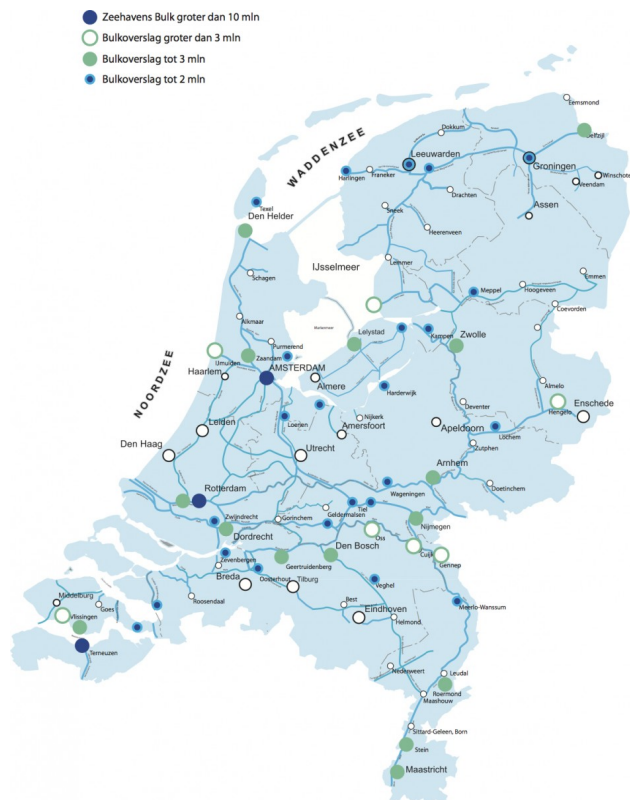 Zeehavens Bulk groter dan 10 mln
Bulkoverslag groter dan 3 mln
Bulkoverslag tot 3 mln
Bulkoverslag tot 2 mln
Eemsmond
Dokkum
Delfzijl
WADDENZEE
Leeuwarden
Groningen
Harlingen
Franeker
Winschote
Veendam
Drachten
Texel
Sneek
Assen
Den Helder
Heerenveen
IJsselmeer
Lemmer
Schagen
Emmen
Meppel
Hoogeveen
Coevorden
Alkmaar
Markermeer
Lelystad
Kampen
Zwolle
Purmerend
IJmuiden
Zaandam
NOORDZEE
Haarlem
AMSTERDAM
Almere
Harderwijk
Almelo
Hengelo
Enschede
Deventer
Leiden
Loenen
Nijkerk
Amersfoort
Apeldoorn
Lochem
Den Haag
Utrecht
Zutphen
Arnhem
Doetinchem
Rotterdam
Wageningen
Zwijndrecht
Gorinchem
Geldermalsen
Tiel
Nijmegen
Dordrecht
Oss
Den Bosch
Cuijk
Gennep
Zevenbergen
Geertruidenberg
Breda
Oosterhout
Tilburg
Veghel
Middelburg
Goes
Roosendaal
Best
Meerlo-Wansum
Vlissingen
Eindhoven
Helmond
Terneuzen
Nederweert
Leudal
Roermond
Maashouw
Sittard-Geleen, Born
Stein
Maastricht